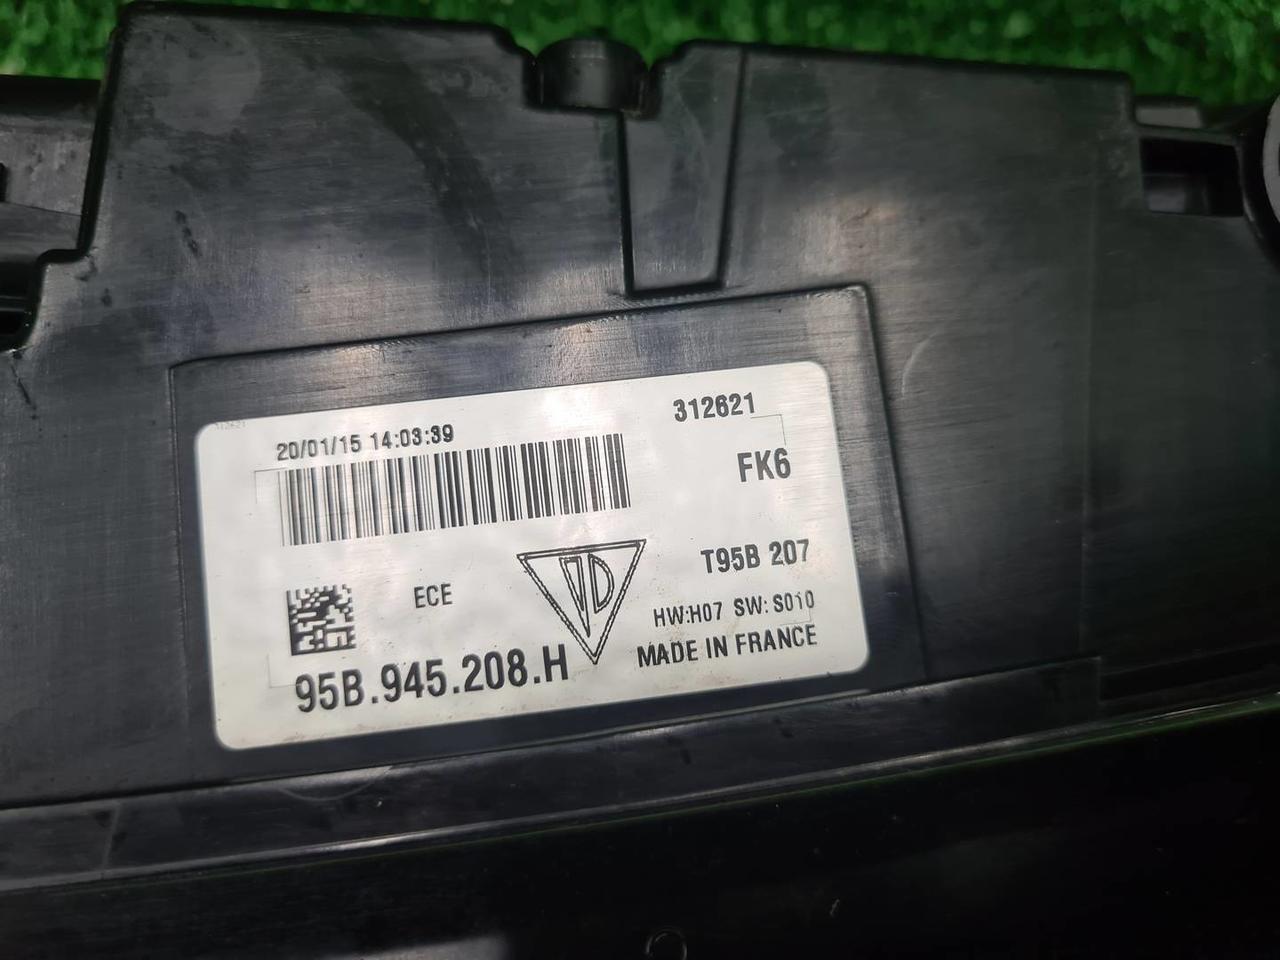 312621
20/01/15 14:03:39
312621
FK6
T95B 207
ECE
HW:H07 SW:S010
MADE IN FRANCE
95B.945.208.H